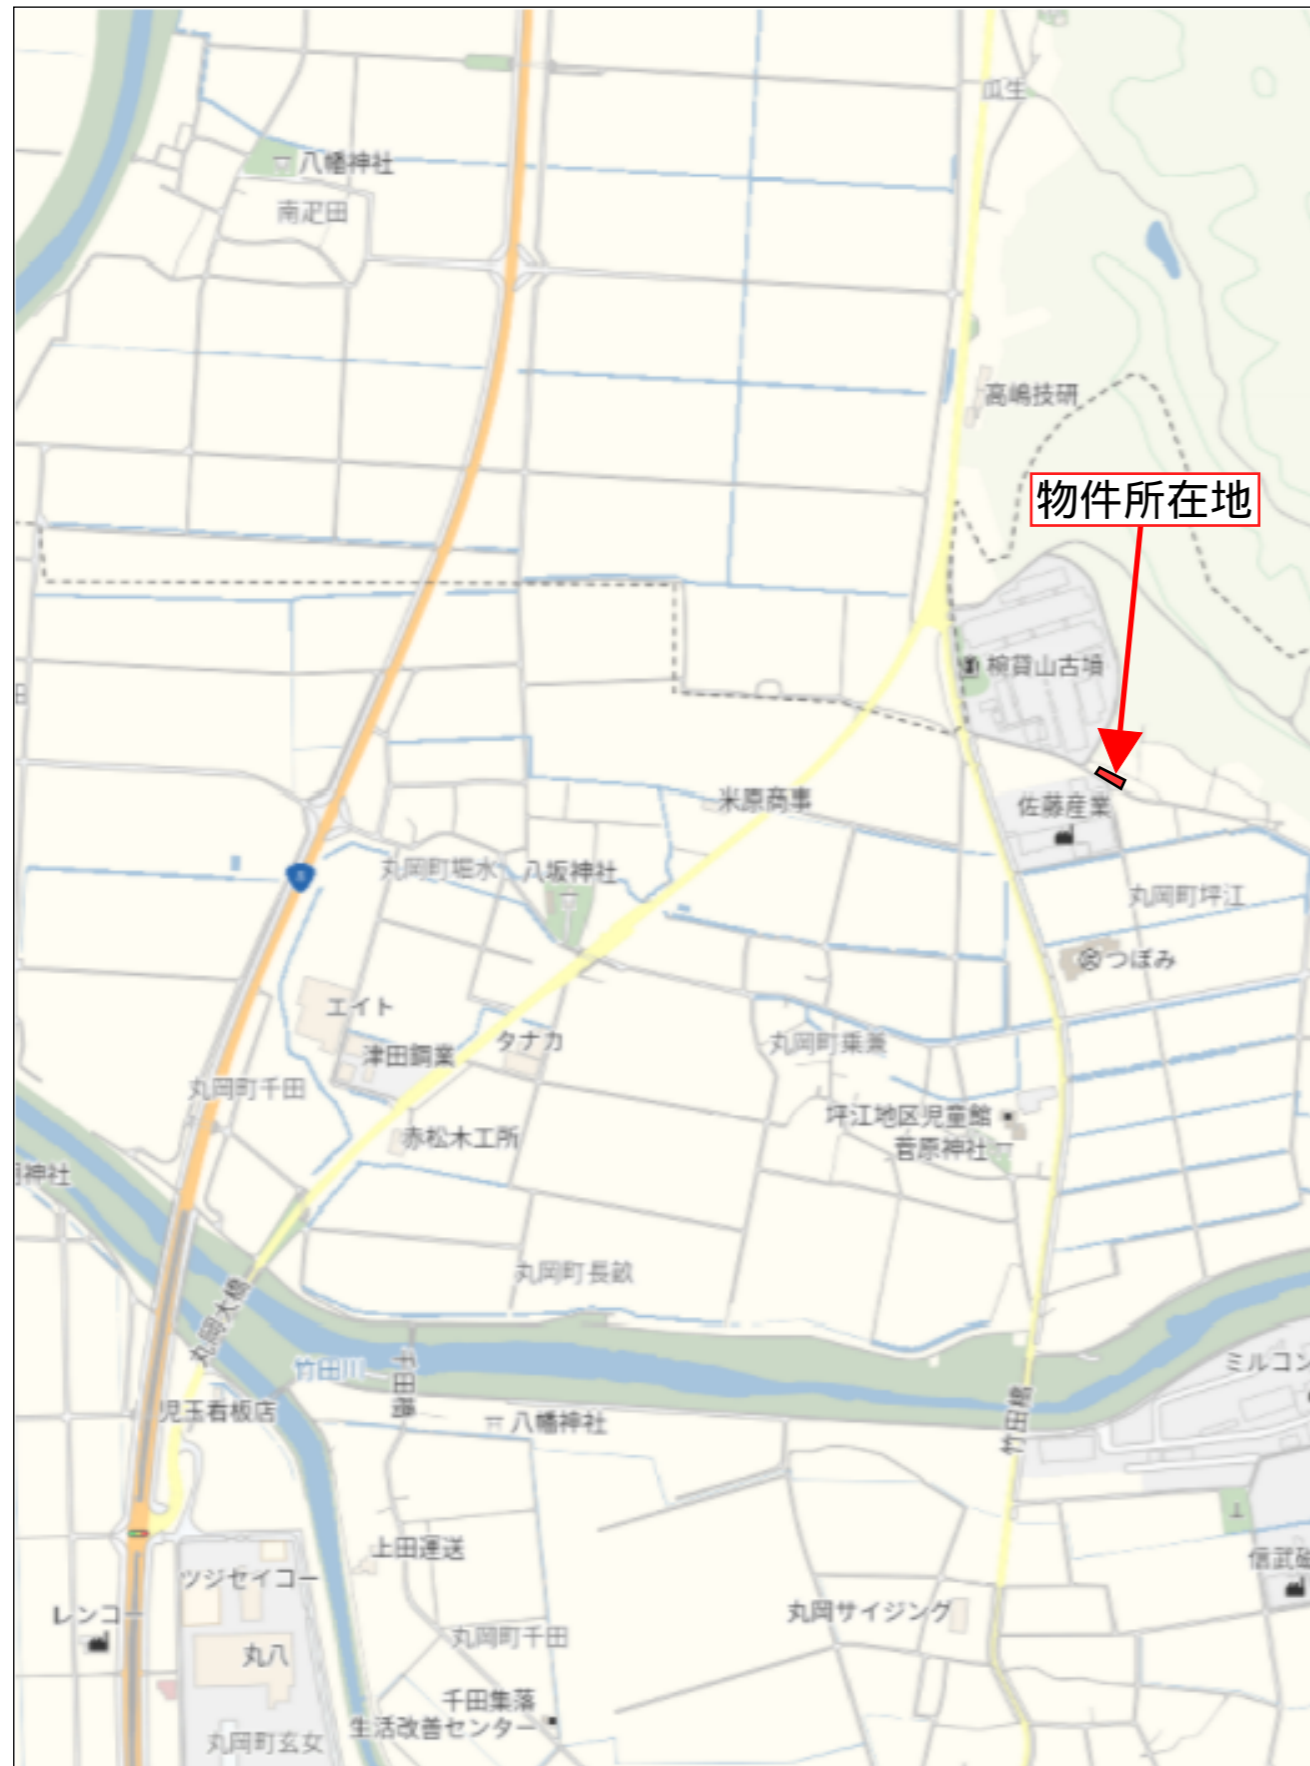 瓜生
八幡神社
南疋田
高嶋技研
物件所在地
椀貸山古墳
米原商事
佐藤産業
丸岡町堀水
八坂神社
丸岡町坪江
つぼみ
エイト
タナカ
津田鋼業
丸岡町乗兼
丸岡町千田
坪江地区児童館
赤松木工所
菅原神社
神社
丸岡町長畝
丸岡大橋
竹田川
千田橋
ミルコン
児玉看板店
八幡神社
竹田橋
上田運送
信武
ツジセイコー
レンゴー
丸岡サイジング
丸八
丸岡町千田
千田集落
生活改善センター
丸岡町玄女